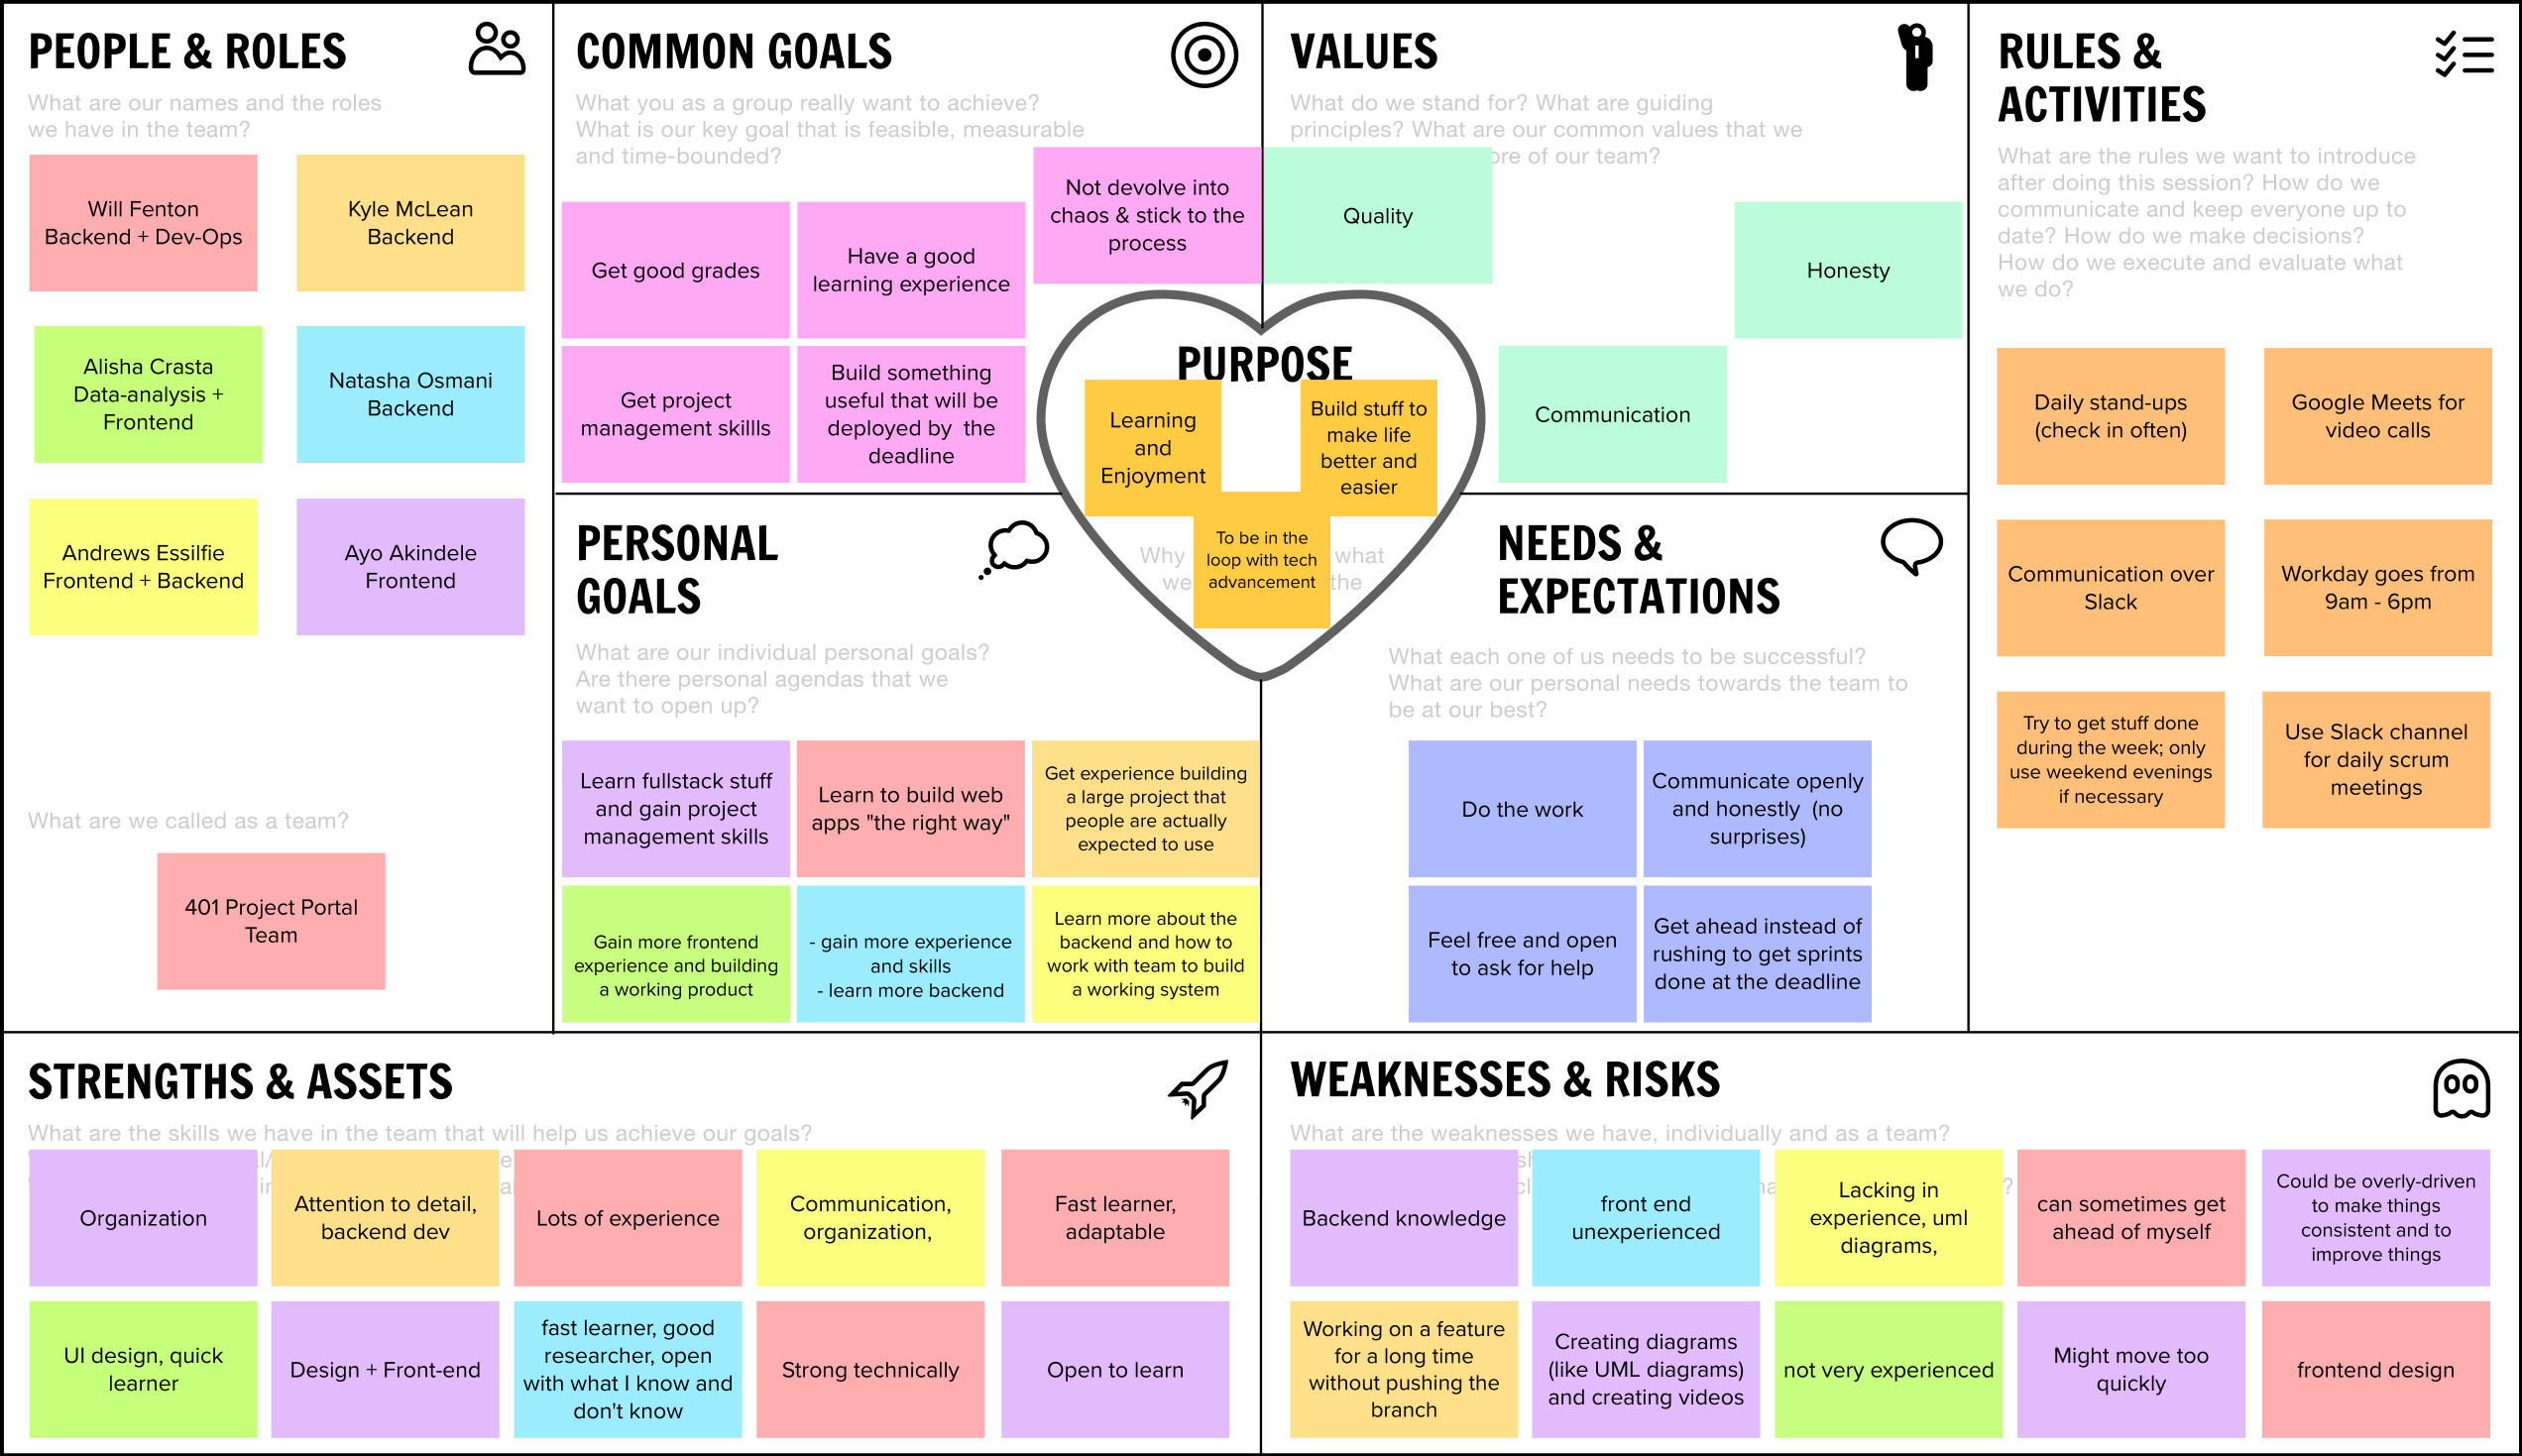 PEOPLE & ROLES
What are our names and the roles
we have in the team?
Will Fenton
Backend + Dev-Ops
Kyle McLean
Backend
Alisha Crasta
Data-analysis +
Frontend
Natasha Osmani
Backend
Andrews Essilfie
Frontend + Backend
Ayo Akindele
Frontend
What are we called as a team?
401 Project Portal
Team
COMMON GOALS
What you as a group really want to achieve?
What is our key goal that is feasible, measurable
and time-bounded?
Get good grades
Have a good
learning experience
Not devolve into
chaos & stick to the
process
Get project
management skillls
Build something
useful that will be
deployed by  the
deadline
VALUES
What do we stand for? What are guiding
principles? What are our common values that we
of our team?
Quality
Honesty
Communication
PURPOSE
Learning
and
Enjoyment
Build stuff to
make life
better and
easier
To be in the
loop with tech
advancement
Why what
we the
PERSONAL
GOALS
What are our individual personal goals?
Are there personal agendas that we
want to open up?
Learn fullstack stuff
and gain project
management skills
Learn to build web
apps "the right way"
Get experience building
a large project that
people are actually
expected to use
Gain more frontend
experience and building
a working product
- gain more experience
and skills
- learn more backend
Learn more about the
backend and how to
work with team to build
a working system
NEEDS &
EXPECTATIONS
What each one of us needs to be successful?
What are our personal needs towards the team to
be at our best?
Do the work
Communicate openly
and honestly  (no
surprises)
Feel free and open
to ask for help
Get ahead instead of
rushing to get sprints
done at the deadline
RULES &
ACTIVITIES
What are the rules we want to introduce
after doing this session? How do we
communicate and keep everyone up to
date? How do we make decisions?
How do we execute and evaluate what
we do?
Daily stand-ups
(check in often)
Google Meets for
video calls
Communication over
Slack
Workday goes from
9am - 6pm
Try to get stuff done
during the week; only
use weekend evenings
if necessary
Use Slack channel
for daily scrum
meetings
STRENGTHS & ASSETS
What are the skills we have in the team that will help us achieve our goals?
Organization
Attention to detail,
backend dev
Lots of experience
Communication,
organization,
Fast learner,
adaptable
UI design, quick
learner
Design + Front-end
fast learner, good
researcher, open
with what I know and
don't know
Strong technically
Open to learn
WEAKNESSES & RISKS
What are the weaknesses we have, individually and as a team?
Backend knowledge
front end
unexperienced
Lacking in
experience, uml
diagrams,
can sometimes get
ahead of myself
Could be overly-driven
to make things
consistent and to
improve things
Working on a feature
for a long time
without pushing the
branch
Creating diagrams
(like UML diagrams)
and creating videos
not very experienced
Might move too
quickly
frontend design